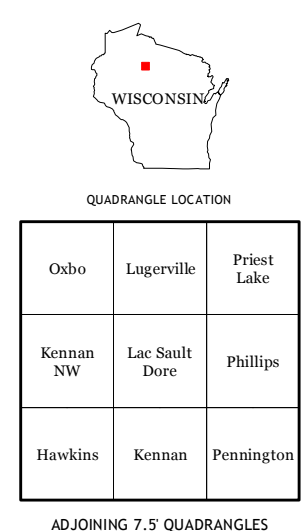 WISCONSIN
QUADRANGLE LOCATION
Oxbo
Lugerville
Priest
Lake
Kennan
NW
Lac Sault
Dore
Phillips
Hawkins
Kennan
Pennington
ADJOINING 7.5' QUADRANGLES